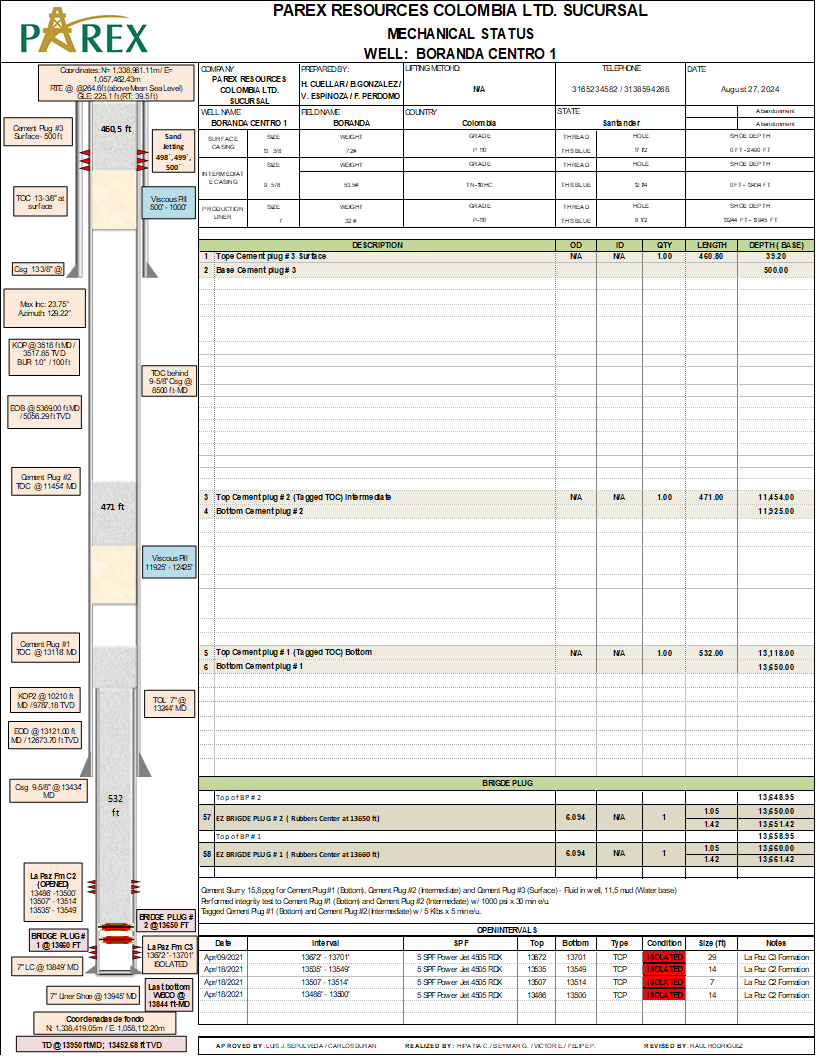 PAREX RESOURCES COLOMBIA LTD. SUCURSAL
MECHANICAL STATUS
WELL: BORANDA CENTRO 1
PAREX
Coordinates: N= 1,338,961.11m / E= 1,057,462,43m
RTE @ @264.6ft (above Mean Sea Level)
GLE: 225.1 ft (RT: 39.5ft)
COMPANY
PAREX RESOURCES COLOMBIA LTD. SUCURSAL
PREPARED BY:
H. CUELLAR / B.GONZALEZ / V. ESPINOZA / F. PERDOMO
LIFTING METOHD:
N/A
TELEPHONE
3165234582 / 3138594268
DATE
August 27, 2024
WELL NAME
BORANDA CENTRO 1
FIELD NAME
BORANDA
COUNTRY
Colombia
STATE
Santander
Abandonment
Abandonment
SURFACE CASING
SIZE WEIGHT GRADE THREAD HOLE SHOE DEPTH
13 3/8 72# P-110 THSBLUE 17 1/2 0 FT - 2490 FT
INTERMEDIATE CASING
SIZE WEIGHT GRADE THREAD HOLE SHOE DEPTH
9 5/8 53.5# TN-110HC THSBLUE 12 1/4 0FT - 13434 FT
PRODUCTION LINER
SIZE WEIGHT GRADE THREAD HOLE SHOE DEPTH
7 32# P-110 THSBLUE 8 1/2 13244 FT - 13945 FT
DESCRIPTION OD ID QTY LENGTH DEPTH ( BASE)
1 Tope Cement plug # 3 Surface N/A N/A 1.00 460.80 39.20
2 Base Cement plug # 3 500.00
3 Top Cement plug # 2 (Tagged TOC) Intermediate N/A N/A 1.00 471.00 11,454.00
4 Bottom Cement plug # 2 11,925.00
5 Top Cement plug # 1 (Tagged TOC) Bottom N/A N/A 1.00 532.00 13,118.00
6 Bottom Cement plug # 1 13,650.00
BRIGDE PLUG
Top of BP # 2 13,648.95
57 EZ BRIGDE PLUG # 2 ( Rubbers Center at 13650 ft) 6.094 N/A 1 1.05 13,650.00
1.42 13,651.42
Top of BP # 1 13,658.95
58 EZ BRIGDE PLUG # 1 ( Rubbers Center at 13660 ft) 6.094 N/A 1 1.05 13,660.00
1.42 13,661.42
Cement Slurry 15,8 ppg for Cement Plug #1 (Bottom), Cement Plug #2 (Intermediate) and Cement Plug #3 (Surface) - Fluid in well, 11,5 mud (Water base)
Performed integrity test to Cement Plug #1 (Bottom) and Cement Plug #2 (Intermediate) w/ 1000 psi x 30 min e/u.
Tagged Cement Plug #1 (Bottom) and Cement Plug #2 (Intermediate) w/ 5 Klbs x 5 min e/u.
OPEN INTERVALS
Date Interval SPF Top Bottom Type Condition Size (ft) Notes
Apr/09/2021 13672' - 13701' 5 SPF Power Jet 4505 RDX 13672 13701 TCP ISOLATED 29 La Paz C2 Formation
Apr/18/2021 13535' - 13549' 5 SPF Power Jet 4505 RDX 13535 13549 TCP ISOLATED 14 La Paz C2 Formation
Apr/18/2021 13507' - 13514' 5 SPF Power Jet 4505 RDX 13507 13514 TCP ISOLATED 7 La Paz C2 Formation
Apr/18/2021 13486' - 13500' 5 SPF Power Jet 4505 RDX 13486 13500 TCP ISOLATED 14 La Paz C2 Formation
APROVED BY: LUIS J. SEPULVEDA / CARLOS DURAN REALIZED BY: HIPATIA C./ BEYMAR G. / VICTOR E./ FELIPE P. REVISED BY: RAUL RODRIGUEZ
Cement Plug #3
Surface - 500 ft
460,5 ft
Sand Jetting
498', 499', 500'
TOC 13-3/8" at surface
Viscous Pill
500' - 1000'
Csg 13 3/8" @
Max Inc: 23.75°
Azimuth: 129.22°
KOP @ 3518 ft MD / 3517.85 TVD
BUR 1.0° / 100 ft
TOC behind 9-5/8" Csg @ 8500 ft-MD
EOB @ 5369.00 ft MD / 5056.29 ft TVD
Cement Plug #2
TOC @ 11454' MD
471 ft
Viscous Pill
11925' - 12425'
Cement Plug #1
TOC @ 13118' MD
KOP2 @ 10210 ft MD / 9787,18 TVD
TOL 7" @ 13244' MD
EOD @ 13121.00 ft MD / 12673.70 ft TVD
Csg 9-5/8" @ 13434' MD
532 ft
La Paz Fm C2 (OPENED)
13486' -13500'
13507' - 13514'
13535' - 13549
BRIDGE PLUG # 2 @13650 FT
BRIDGE PLUG # 1 @ 13660 FT
La Paz Fm C3
13672 '- 13701'
ISOLATED
7" LC @ 13849' MD
Last bottom WBCO @ 13844 ft-MD
7" Liner Shoe @ 13945' MD
Coordenadas de fondo
N: 1,338,419.05m / E: 1,058,112.20m
TD @ 13950 ftMD; 13452.68 ft TVD